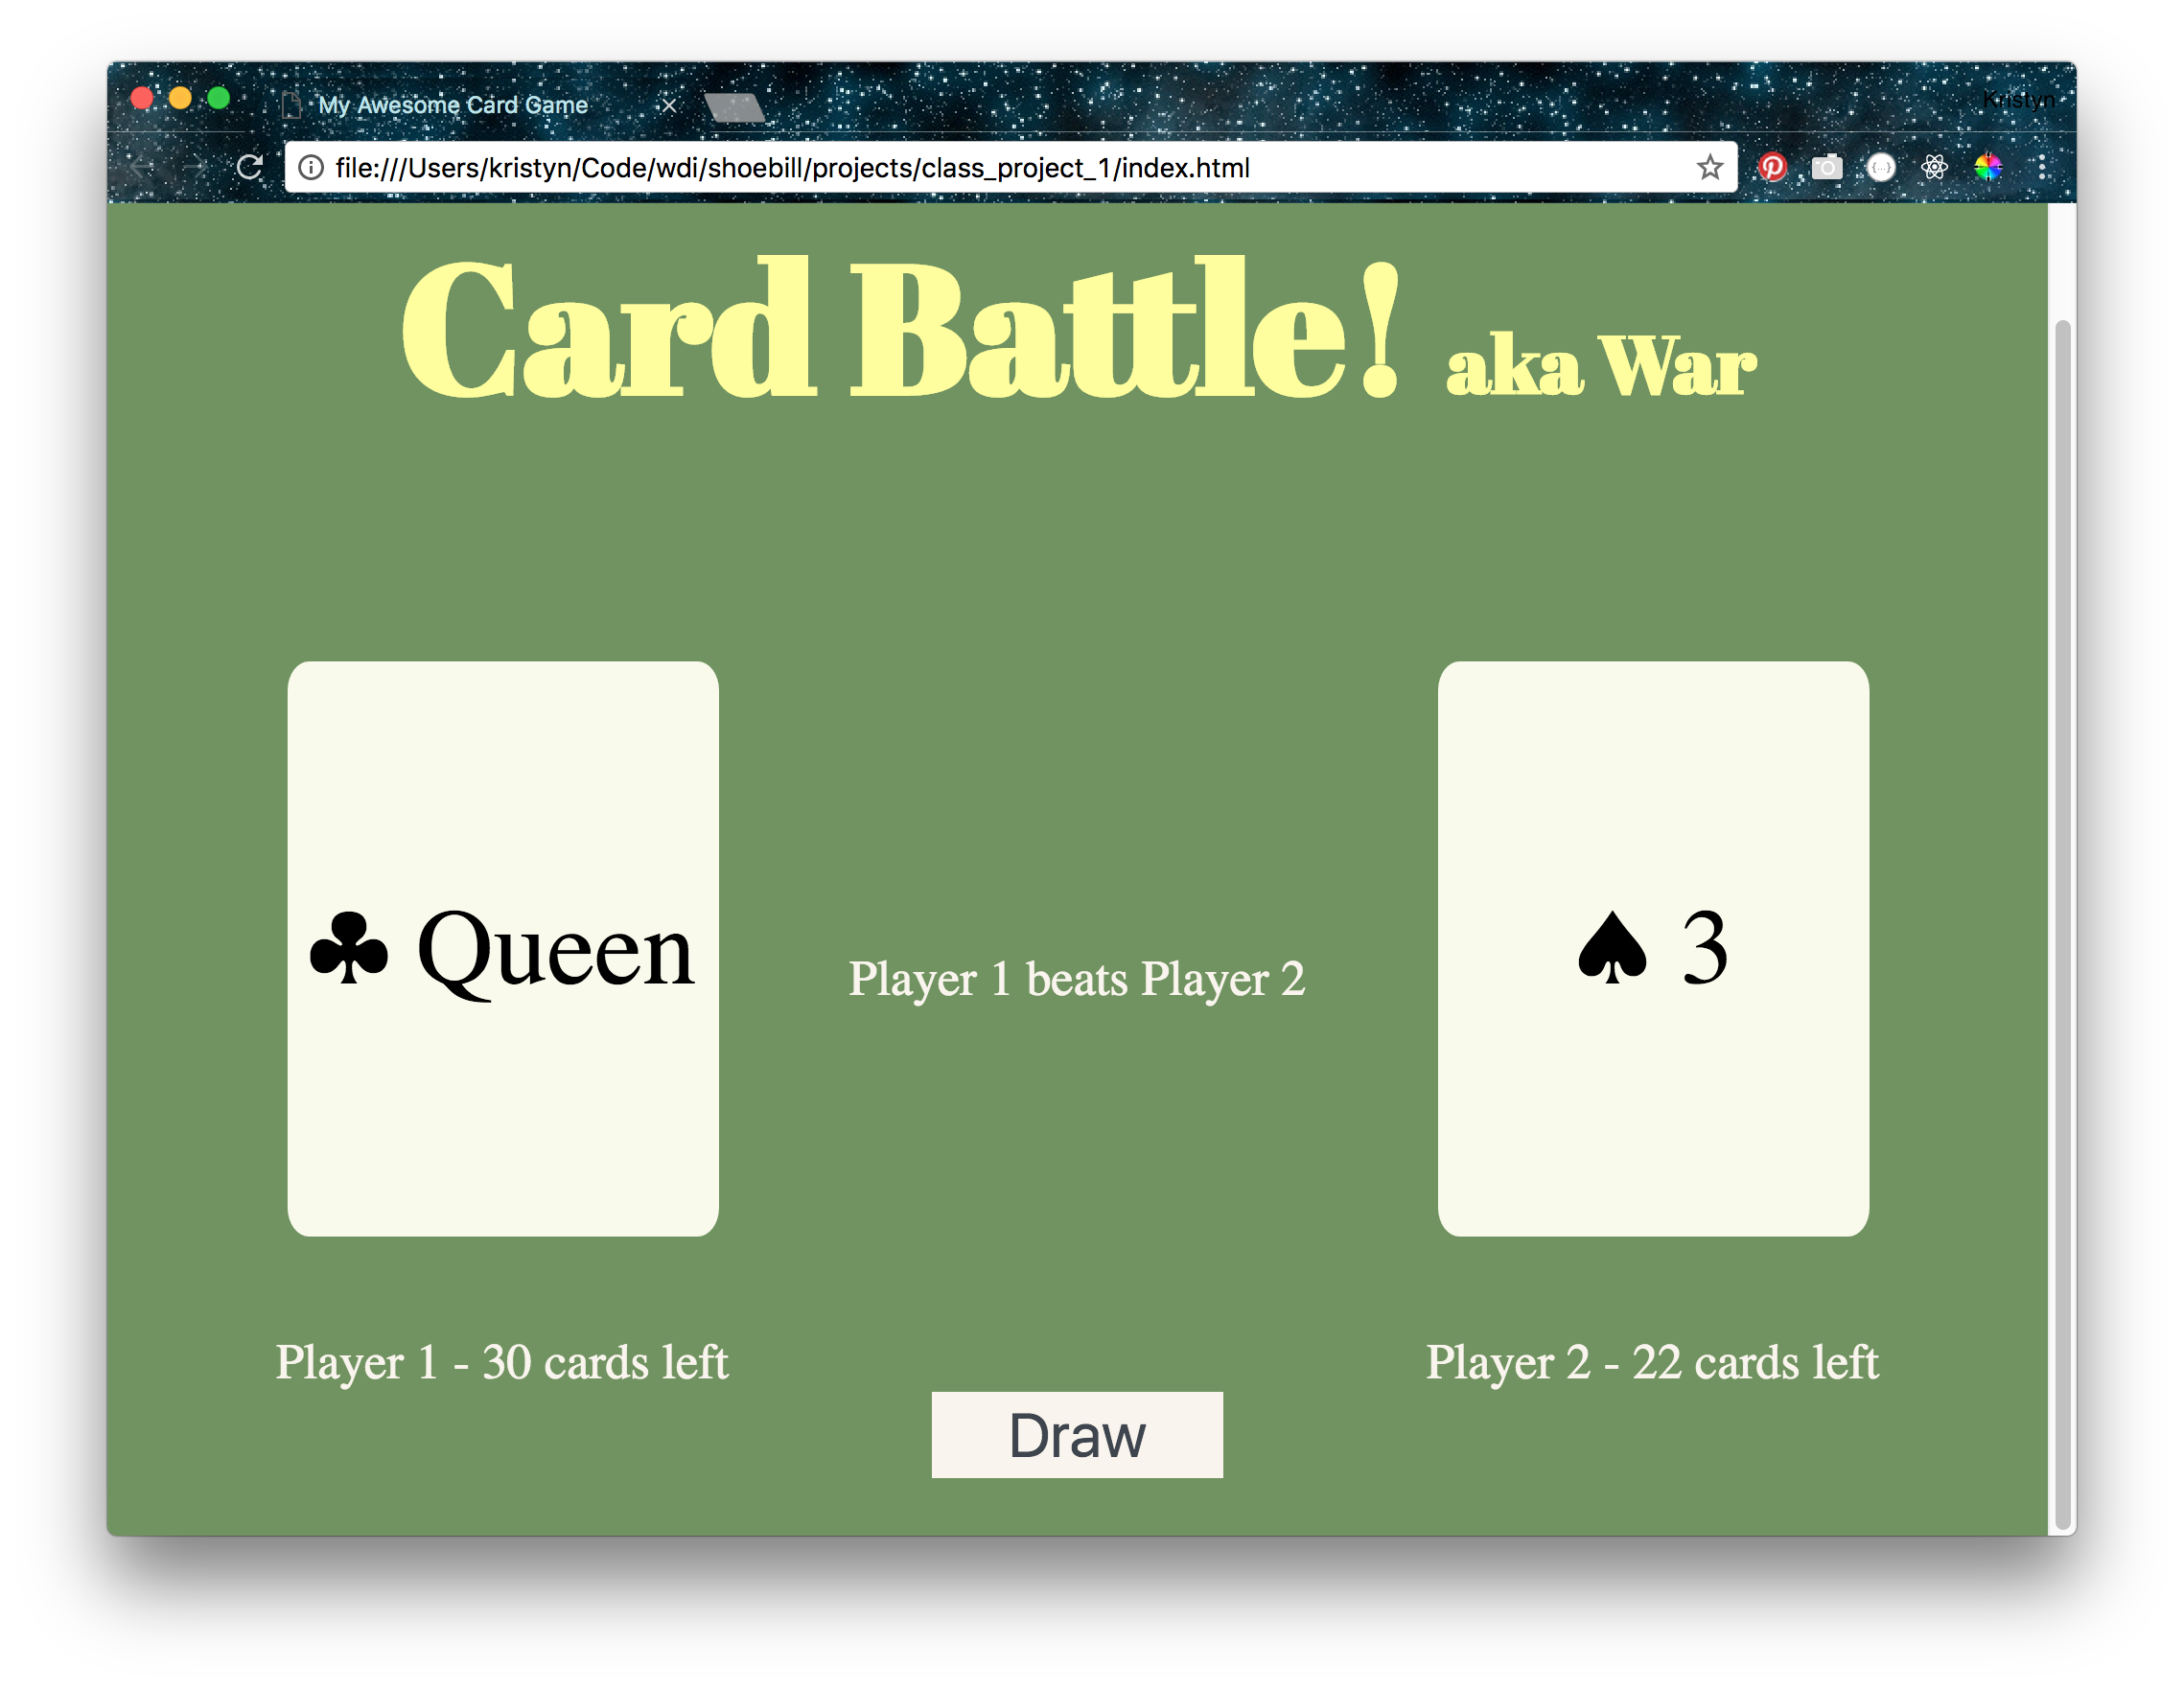 My Awesome Card Game
Kristyn
file:///Users/kristyn/Code/wdi/shoebill/projects/class_project_1/index.html
Card Battle! aka War
♣ Queen
Player 1 beats Player 2
♠ 3
Player 1 - 30 cards left
Player 2 - 22 cards left
Draw